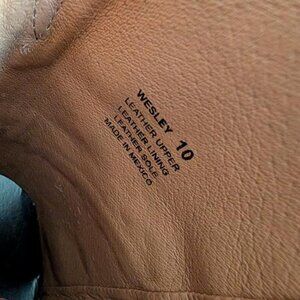 WESLEY 10
LEATHER UPPER
LEATHER LINING
LEATHER SOLE
MADE IN MEXICO